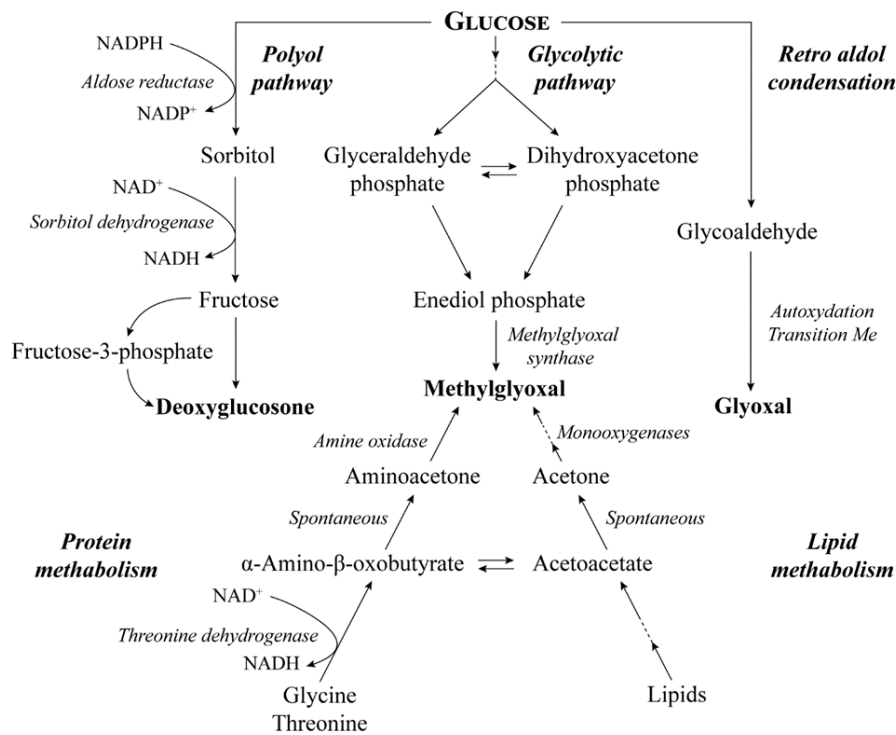 GLUCOSE
NADPH
Polyol
pathway
Glycolytic
pathway
Retro aldol
condensation
Aldose reductase
NADP+
Sorbitol
Glyceraldehyde
phosphate
Dihydroxyacetone
phosphate
NAD+
Sorbitol dehydrogenase
NADH
Glycoaldehyde
Fructose
Enediol phosphate
Autoxydation
Transition Me
Methylglyoxal
synthase
Fructose-3-phosphate
Deoxyglucosone
Methylglyoxal
Glyoxal
Amine oxidase
Monooxygenases
Aminoacetone
Acetone
Spontaneous
Spontaneous
Protein
methabolism
α-Amino-β-oxobutyrate
Acetoacetate
Lipid
methabolism
NAD+
Threonine dehydrogenase
NADH
Glycine
Threonine
Lipids